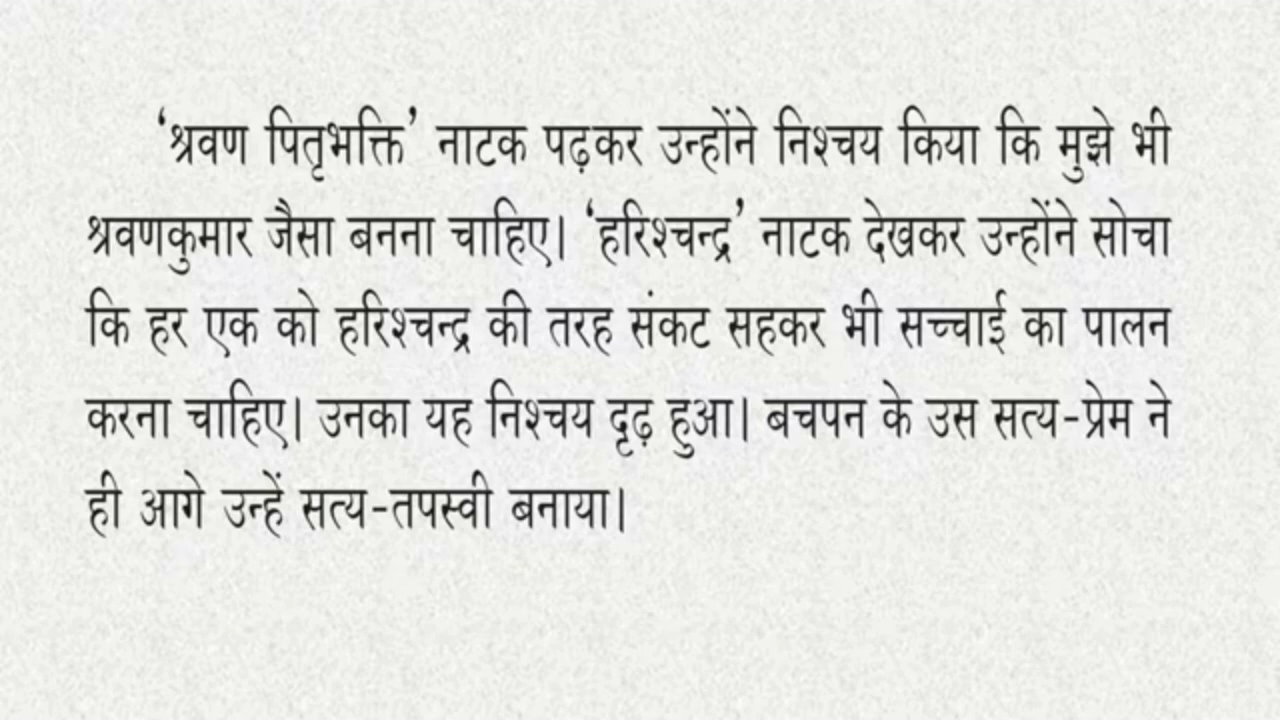 ‘श्रवण पितृभक्ति’ नाटक पढ़कर उन्होंने निश्चय किया कि मुझे भी
श्रवणकुमार जैसा बनना चाहिए। ‘हरिश्चन्द्र’ नाटक देखकर उन्होंने सोचा
कि हर एक को हरिश्चन्द्र की तरह संकट सहकर भी सच्चाई का पालन
करना चाहिए। उनका यह निश्चय दृढ़ हुआ। बचपन के उस सत्य-प्रेम ने
ही आगे उन्हें सत्य-तपस्वी बनाया।